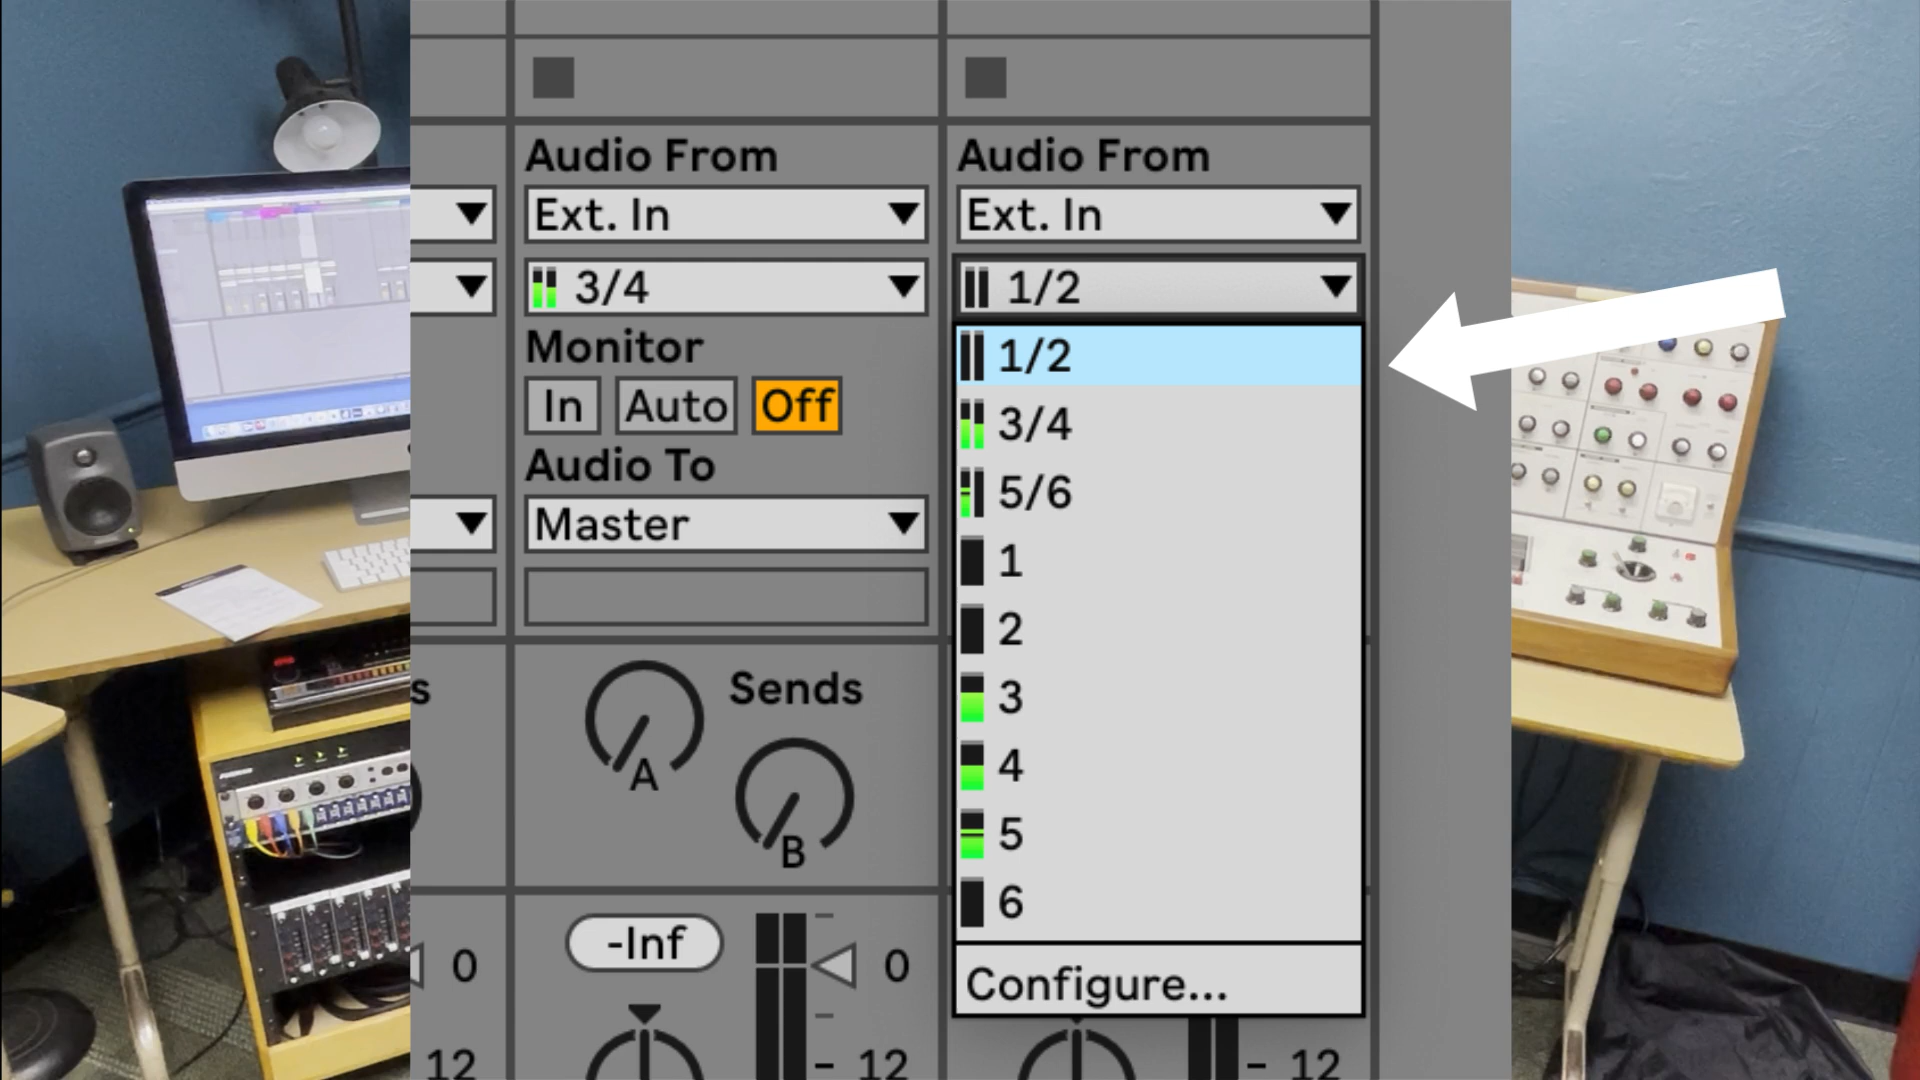 Audio From
Ext. In
3/4
Monitor
In Auto Off
Audio To
Master
s
Sends
A
B
-Inf
0
0
12
12
Audio From
Ext. In
1/2
1/2
3/4
5/6
1
2
3
4
5
6
Configure...
12